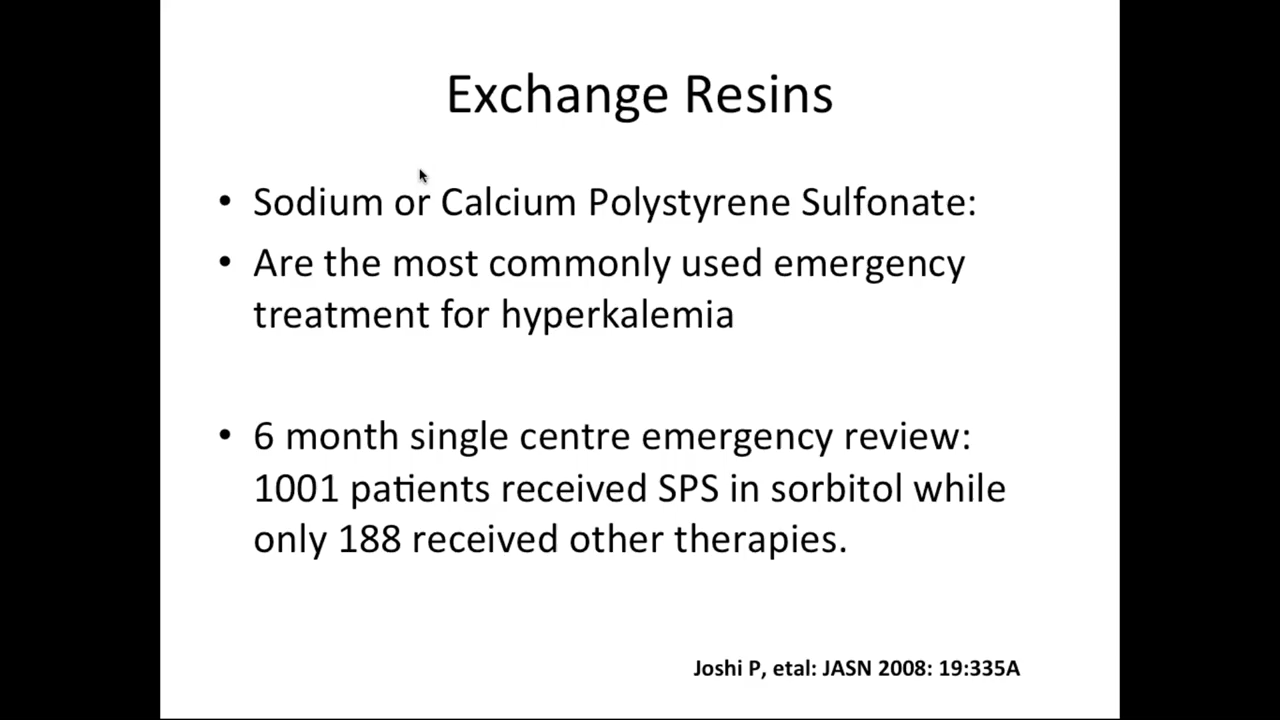 Exchange Resins
• Sodium or Calcium Polystyrene Sulfonate:
• Are the most commonly used emergency
treatment for hyperkalemia
• 6 month single centre emergency review:
1001 patients received SPS in sorbitol while
only 188 received other therapies.
Joshi P, etal: JASN 2008: 19:335A